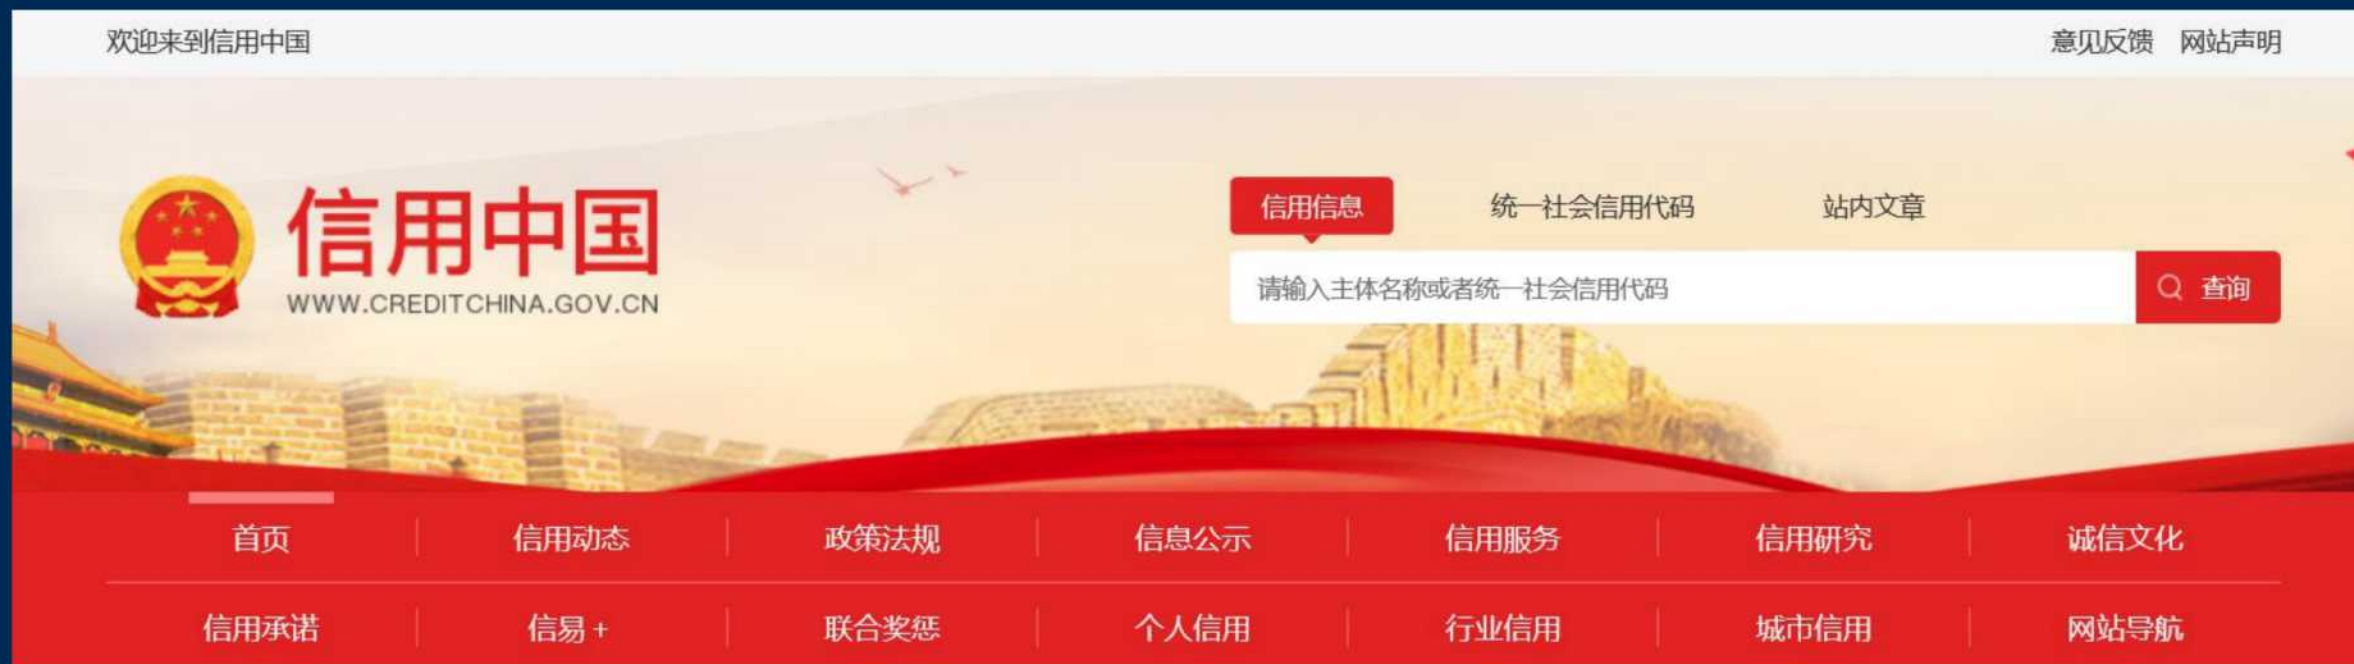 欢迎来到信用中国
意见反馈 网站声明
信用中国
WWW.CREDITCHINA.GOV.CN
信用信息 统一社会信用代码 站内文章
请输入主体名称或者统一社会信用代码
查询
首页 信用动态 政策法规 信息公示 信用服务 信用研究 诚信文化
信用承诺 信易+ 联合奖惩 个人信用 行业信用 城市信用 网站导航